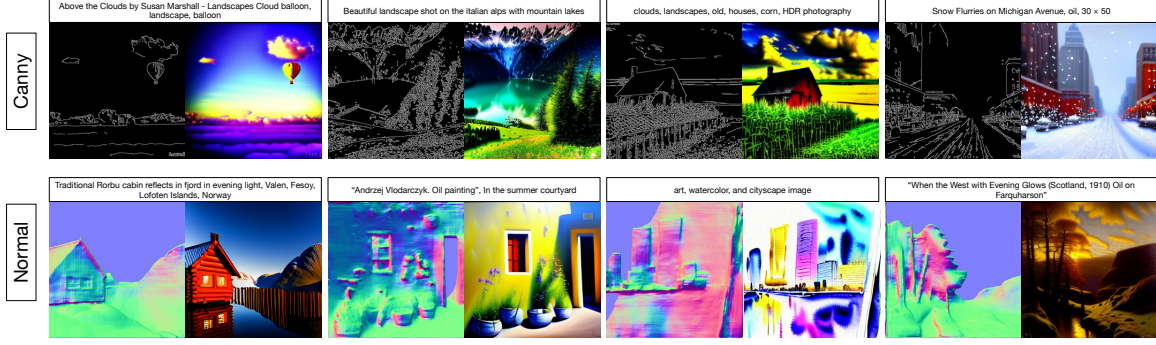 Canny
Above the Clouds by Susan Marshall - Landscapes Cloud balloon,
landscape, balloon
Beautiful landscape shot on the italian alps with mountain lakes
clouds, landscapes, old, houses, corn, HDR photography
Snow Flurries on Michigan Avenue, oil, 30 × 50
Normal
Traditional Rorbu cabin reflects in fjord in evening light, Valen, Fesoy,
Lofoten Islands, Norway
“Andrzej Vlodarczyk. Oil painting”, In the summer courtyard
art, watercolor, and cityscape image
“When the West with Evening Glows (Scotland, 1910) Oil on
Farquharson”